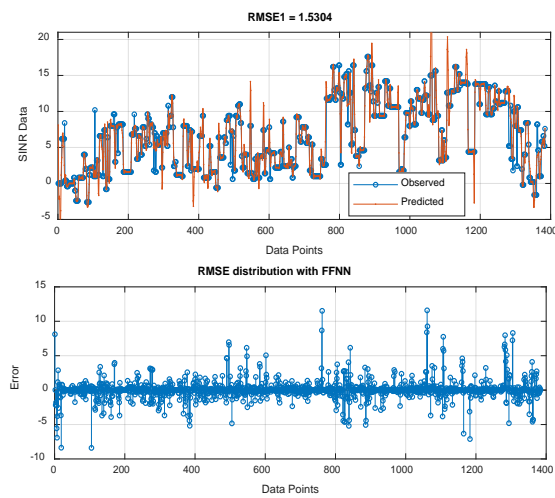 RMSE1 = 1.5304
20
15
10
5
0
-5
SINR Data
Observed
Predicted
0 200 400 600 800 1000 1200 1400
Data Points
RMSE distribution with FFNN
15
10
5
0
-5
-10
Error
0 200 400 600 800 1000 1200 1400
Data Points